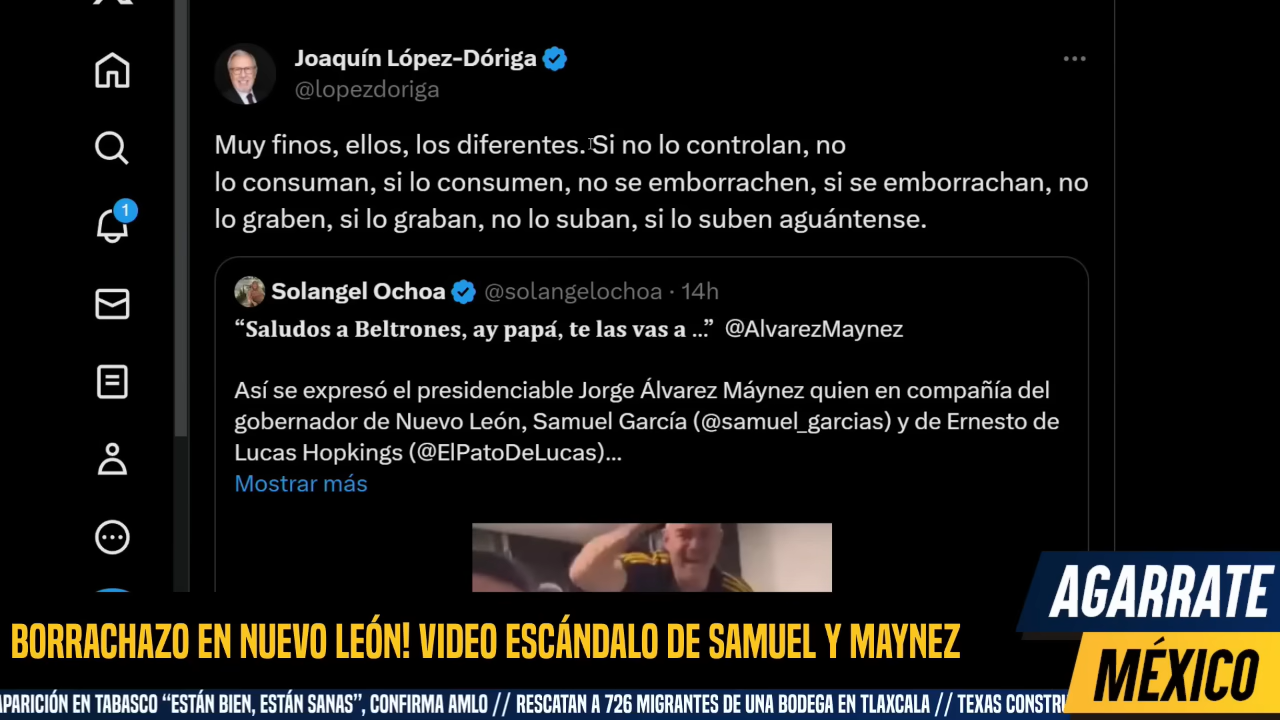 Joaquín López-Dóriga
@lopezdoriga
Muy finos, ellos, los diferentes. Si no lo controlan, no
lo consuman, si lo consumen, no se emborrachen, si se emborrachan, no
lo graben, si lo graban, no lo suban, si lo suben aguántense.
1
Solangel Ochoa @solangelochoa · 14h
“Saludos a Beltrones, ay papá, te las vas a ...” @AlvarezMaynez
Así se expresó el presidenciable Jorge Álvarez Máynez quien en compañía del
gobernador de Nuevo León, Samuel García (@samuel_garcias) y de Ernesto de
Lucas Hopkings (@ElPatoDeLucas)...
Mostrar más
AGARRATE
MÉXICO
BORRACHAZO EN NUEVO LEÓN! VIDEO ESCÁNDALO DE SAMUEL Y MAYNEZ
APARICIÓN EN TABASCO “ESTÁN BIEN, ESTÁN SANAS”, CONFIRMA AMLO // RESCATAN A 726 MIGRANTES DE UNA BODEGA EN TLAXCALA // TEXAS CONSTRU